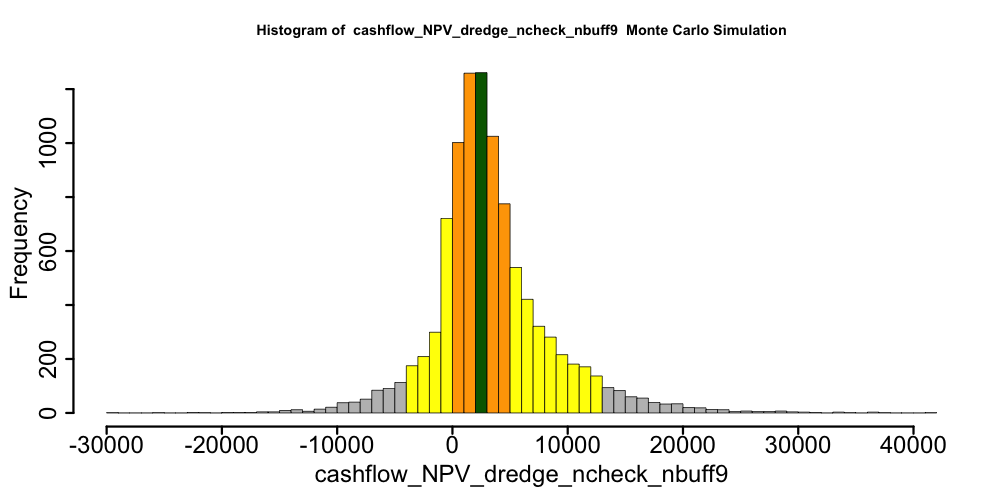 Histogram of  cashflow_NPV_dredge_ncheck_nbuff9  Monte Carlo Simulation
Frequency
1000
600
200
0
-30000 -20000 -10000 0 10000 20000 30000 40000
cashflow_NPV_dredge_ncheck_nbuff9